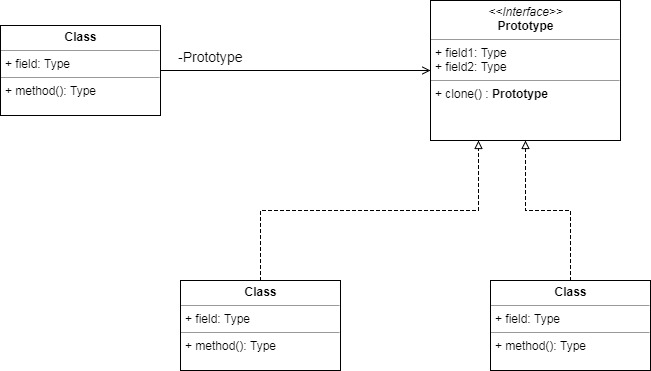 Class
+ field: Type
+ method(): Type
-Prototype
<<Interface>>
Prototype
+ field1: Type
+ field2: Type
+ clone() : Prototype
Class
+ field: Type
+ method(): Type
Class
+ field: Type
+ method(): Type